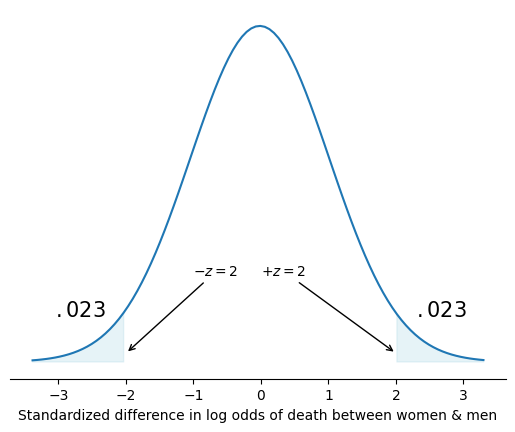 −z = 2 +z = 2
.023 .023
−3 −2 −1 0 1 2 3
Standardized difference in log odds of death between women & men